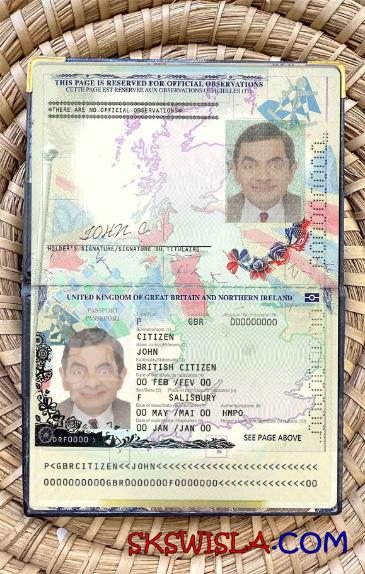 THIS PAGE IS RESERVED FOR OFFICIAL OBSERVATIONS
CETTE PAGE EST RESERVEE AUX OBSERVATIONS OFFICIELLES (11)
*THERE ARE NO OFFICIAL OBSERVATIONS*
JOHN C.
HOLDER'S SIGNATURE/SIGNATURE DU TITULAIRE
UNITED KINGDOM OF GREAT BRITAIN AND NORTHERN IRELAND
PASSPORT
PASSEPORT
P GBR 000000000
CITIZEN
JOHN
BRITISH CITIZEN
00 FEB /FEV 00
F SALISBURY
00 MAY /MAI 00 HMPO
00 JAN /JAN 00 SEE PAGE ABOVE
DRF0000
P<GBRCITIZEN<<JOHN<<<<<<<<<<<<<<<<<<<<<<<<<<
0000000000GBR0000000F0000000<<<<<<<<<<<<<<00
SKSWISLA.COM